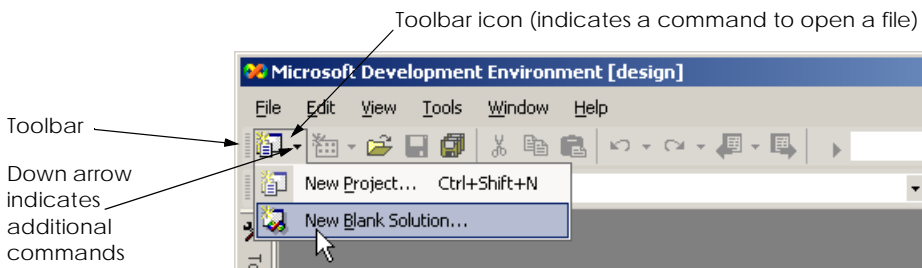 Toolbar icon (indicates a command to open a file)
Microsoft Development Environment [design]
File Edit View Tools Window Help
Toolbar
Down arrow
indicates
additional
commands
New Project... Ctrl+Shift+N
New Blank Solution...
To